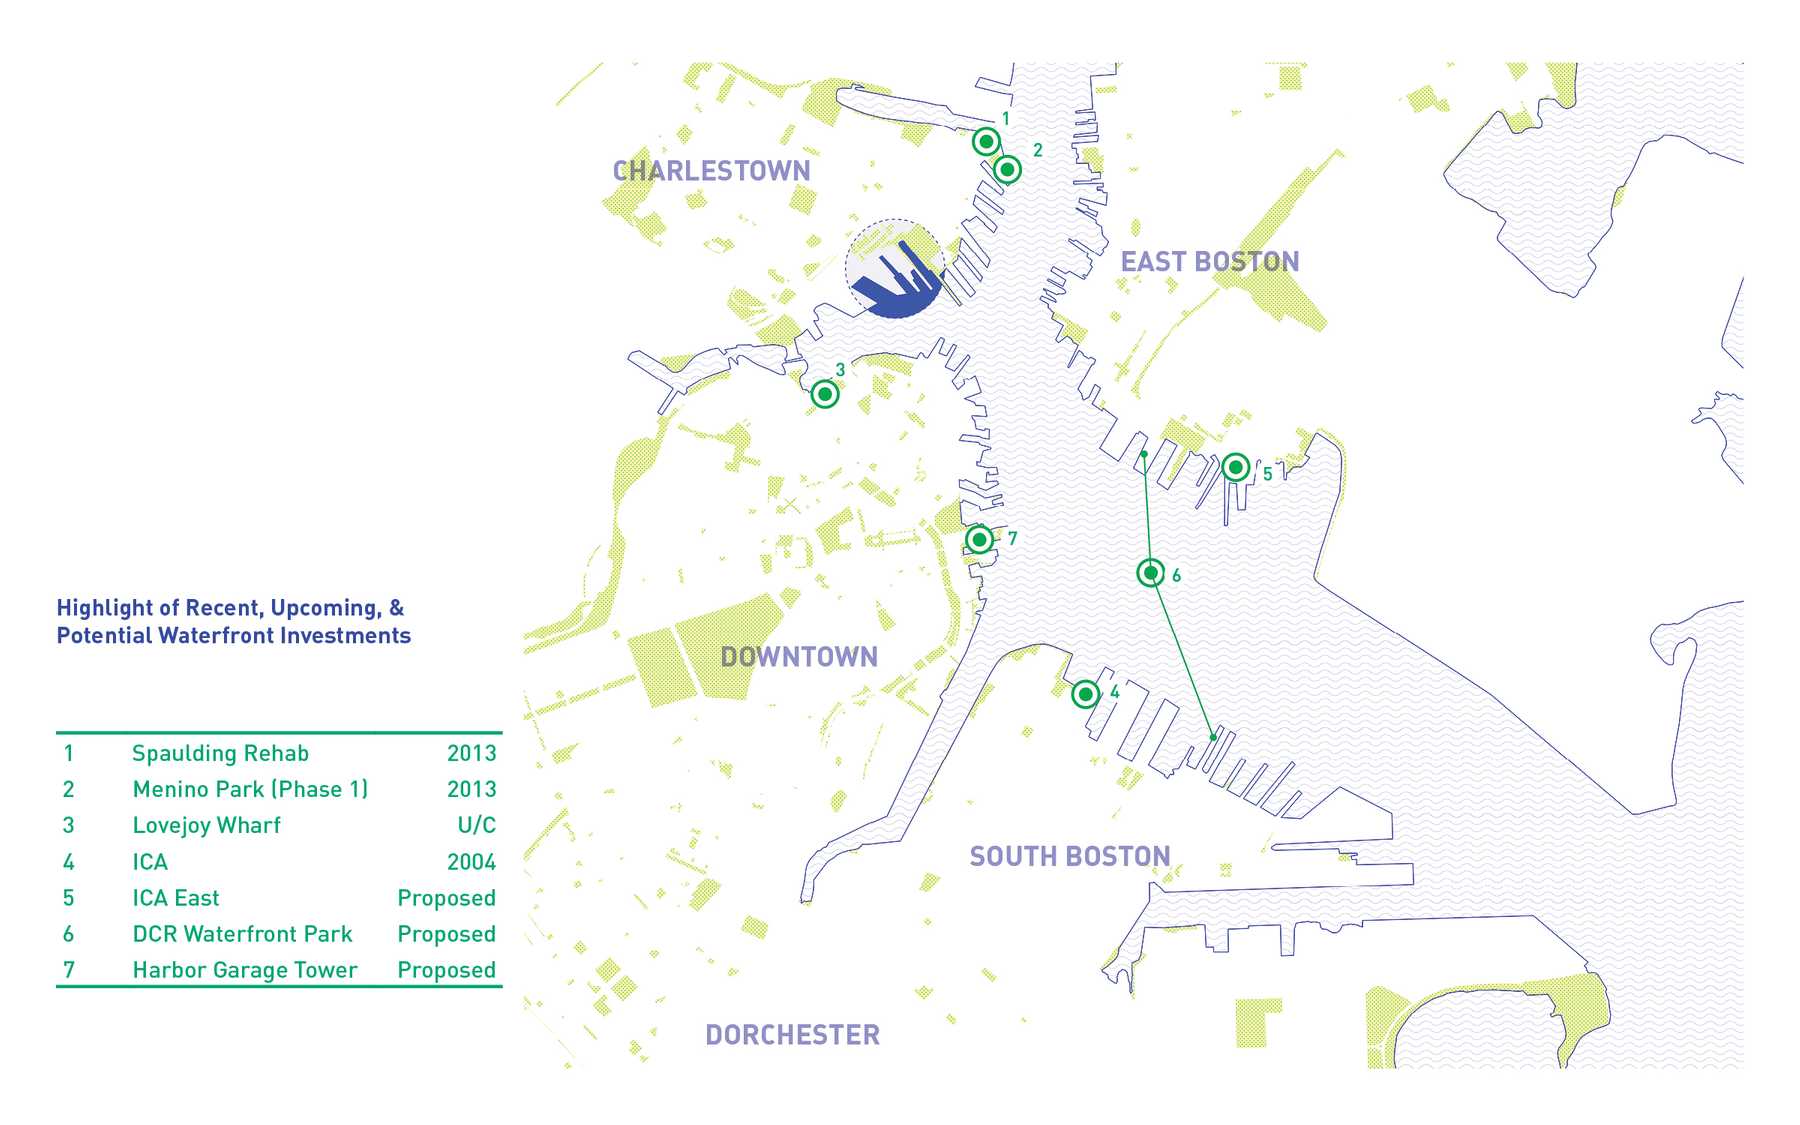 Highlight of Recent, Upcoming, &
Potential Waterfront Investments
1 Spaulding Rehab 2013
2 Menino Park (Phase 1) 2013
3 Lovejoy Wharf U/C
4 ICA 2004
5 ICA East Proposed
6 DCR Waterfront Park Proposed
7 Harbor Garage Tower Proposed
1
2
CHARLESTOWN
EAST BOSTON
3
5
7
6
DOWNTOWN
4
SOUTH BOSTON
DORCHESTER